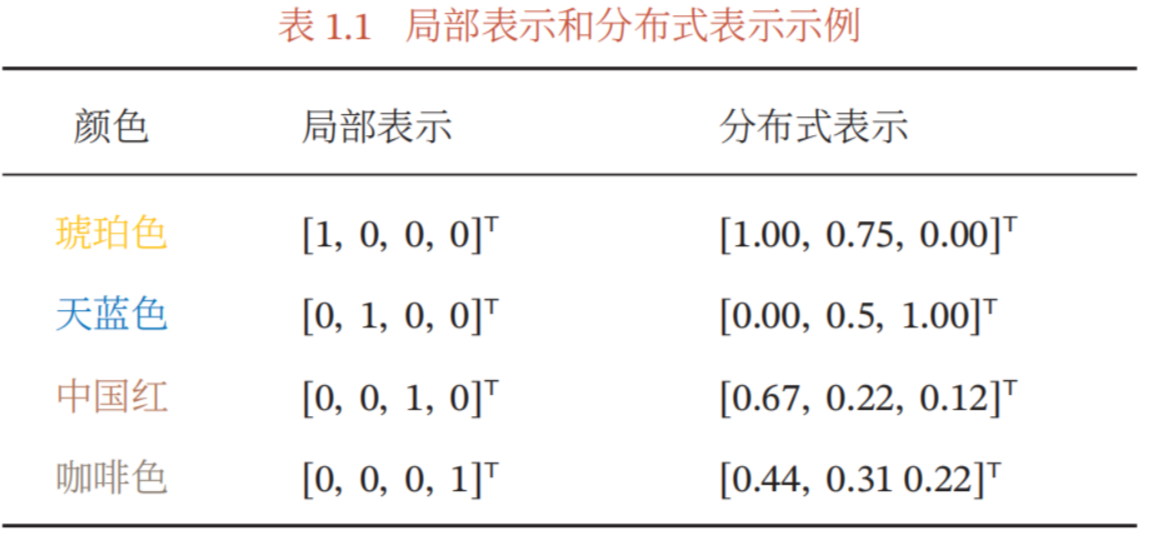 表 1.1 局部表示和分布式表示示例
颜色 局部表示 分布式表示
琥珀色 [1, 0, 0, 0]ᵀ [1.00, 0.75, 0.00]ᵀ
天蓝色 [0, 1, 0, 0]ᵀ [0.00, 0.5, 1.00]ᵀ
中国红 [0, 0, 1, 0]ᵀ [0.67, 0.22, 0.12]ᵀ
咖啡色 [0, 0, 0, 1]ᵀ [0.44, 0.31 0.22]ᵀ